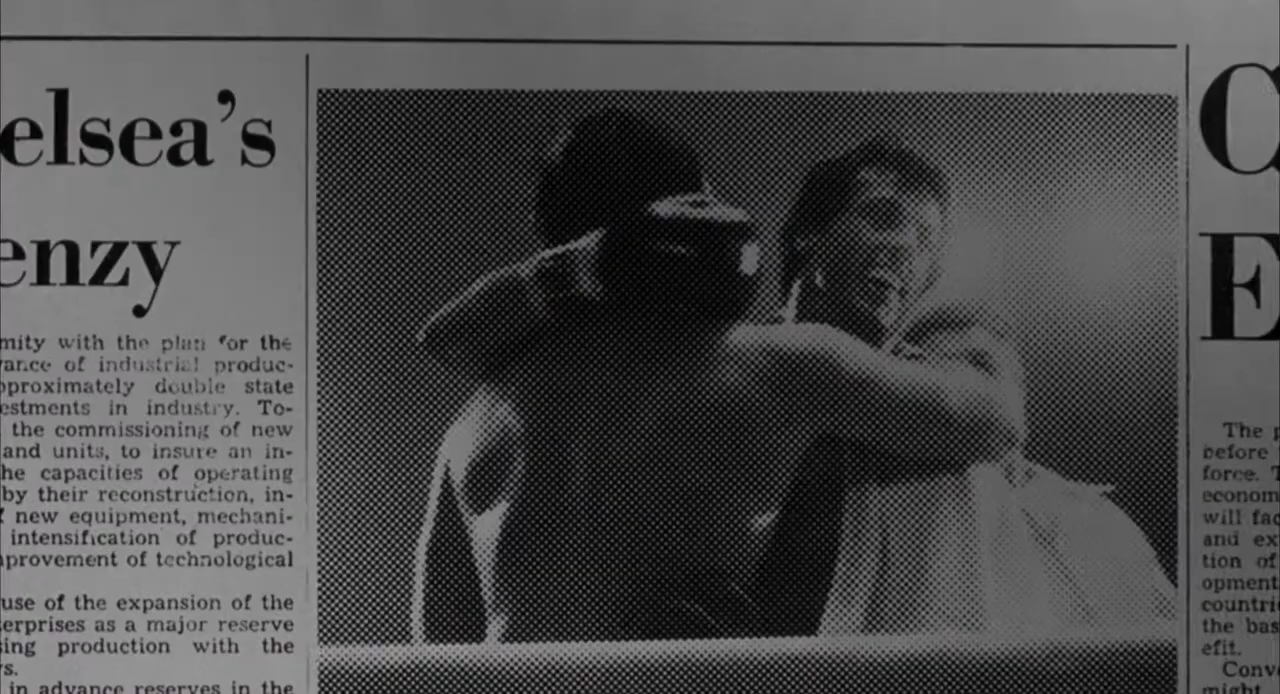 elsea's
enzy
mity with the plan for the
ance of industrial produc-
pproximately double state
estments in industry. To-
the commissioning of new
and units, to insure an in-
he capacities of operating
by their reconstruction, in-
new equipment, mechani-
intensification of produc-
provement of technological
use of the expansion of the
erprises as a major reserve
sing production with the
s.
in advance reserves in the
C
E
The
before
force.
econom
will fac
and ex
tion of
opment
countri
the bas
efit.
Conv
might